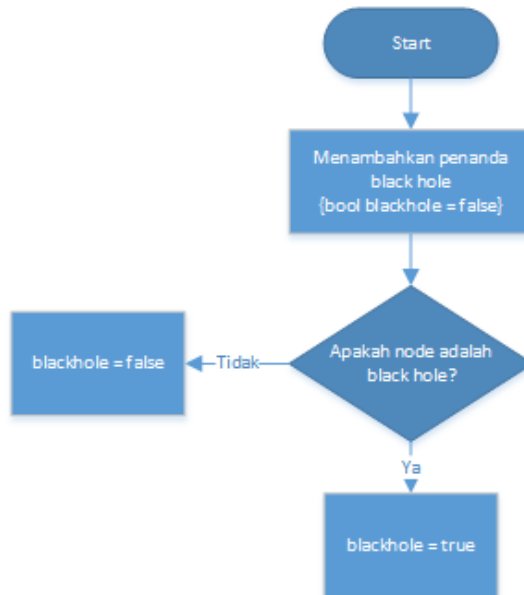 Start
Menambahkan penanda
black hole
{bool blackhole = false}
Apakah node adalah
black hole?
Tidak
blackhole = false
Ya
blackhole = true